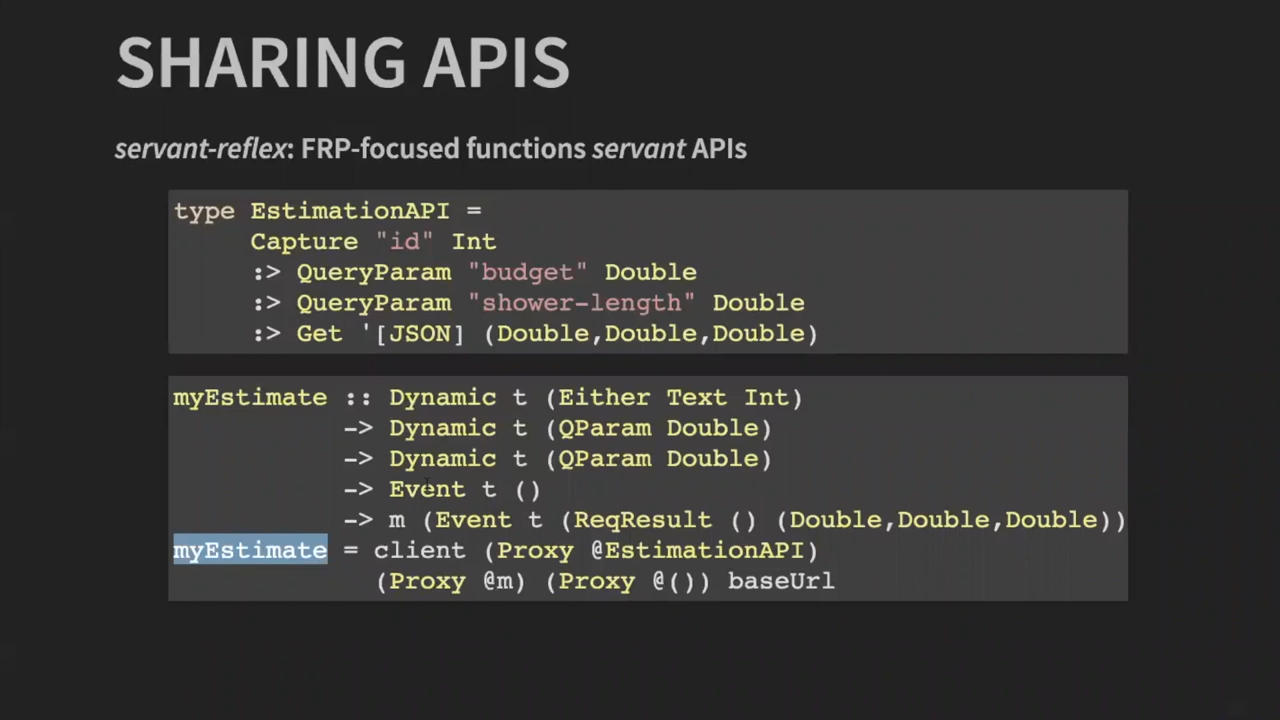 SHARING APIS
servant-reflex: FRP-focused functions servant APIs
type EstimationAPI =
Capture "id" Int
:> QueryParam "budget" Double
:> QueryParam "shower-length" Double
:> Get '[JSON] (Double,Double,Double)
myEstimate :: Dynamic t (Either Text Int)
-> Dynamic t (QParam Double)
-> Dynamic t (QParam Double)
-> Event t ()
-> m (Event t (ReqResult () (Double,Double,Double))
myEstimate = client (Proxy @EstimationAPI)
(Proxy @m) (Proxy @()) baseUrl